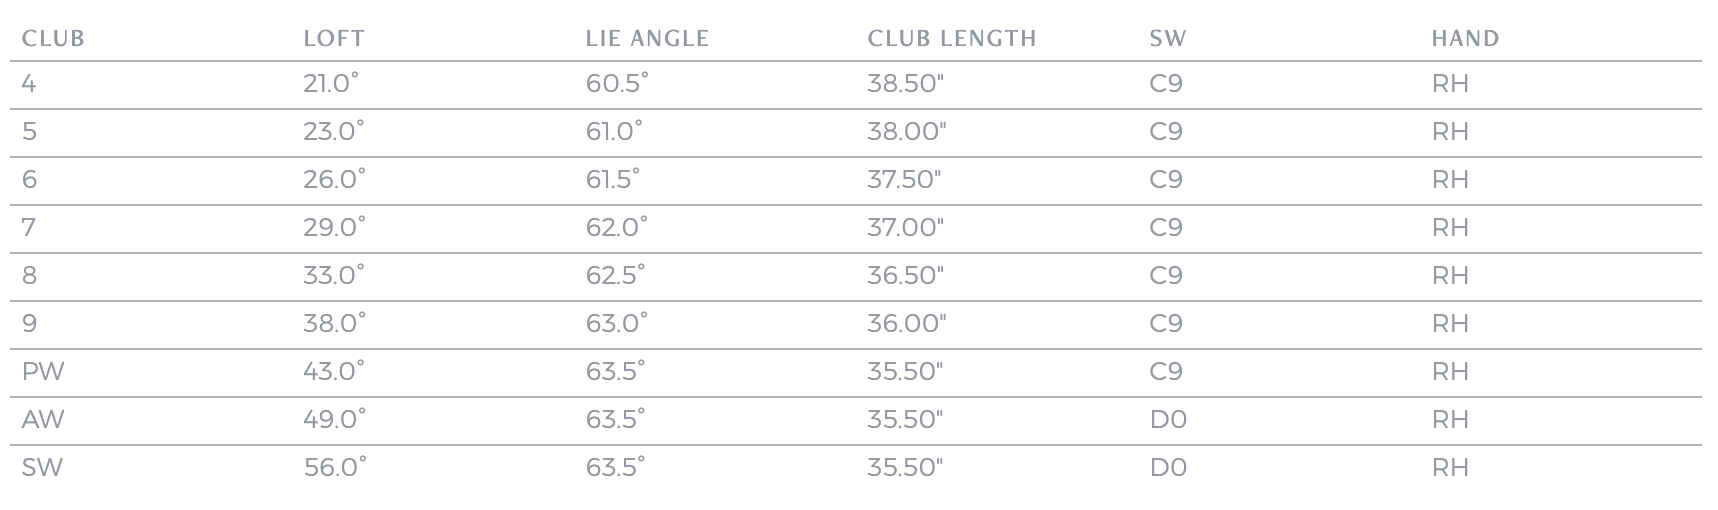 CLUB LOFT LIE ANGLE CLUB LENGTH SW HAND
4 21.0° 60.5° 38.50" C9 RH
5 23.0° 61.0° 38.00" C9 RH
6 26.0° 61.5° 37.50" C9 RH
7 29.0° 62.0° 37.00" C9 RH
8 33.0° 62.5° 36.50" C9 RH
9 38.0° 63.0° 36.00" C9 RH
PW 43.0° 63.5° 35.50" C9 RH
AW 49.0° 63.5° 35.50" D0 RH
SW 56.0° 63.5° 35.50" D0 RH